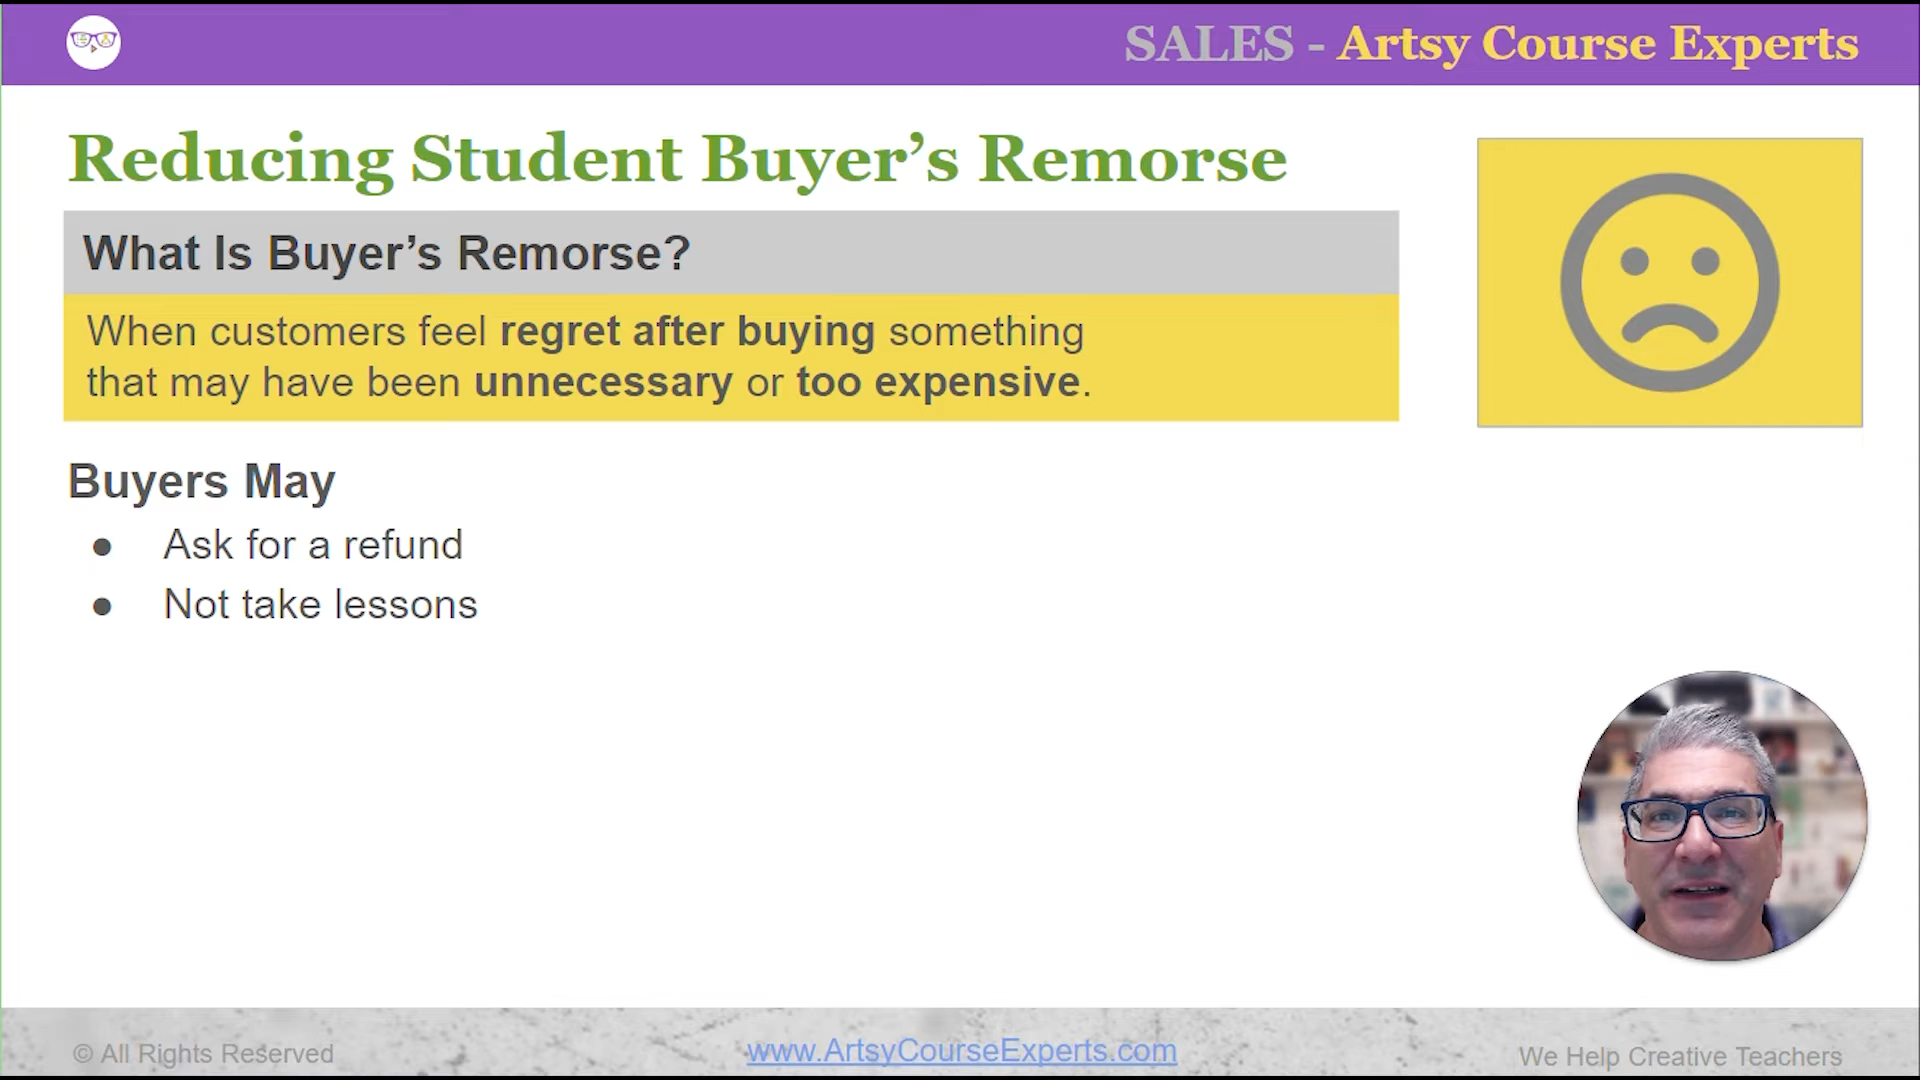 SALES - Artsy Course Experts
Reducing Student Buyer’s Remorse
What Is Buyer’s Remorse?
When customers feel regret after buying something
that may have been unnecessary or too expensive.
Buyers May
● Ask for a refund
● Not take lessons
© All Rights Reserved
www.ArtsyCourseExperts.com
We Help Creative Teachers